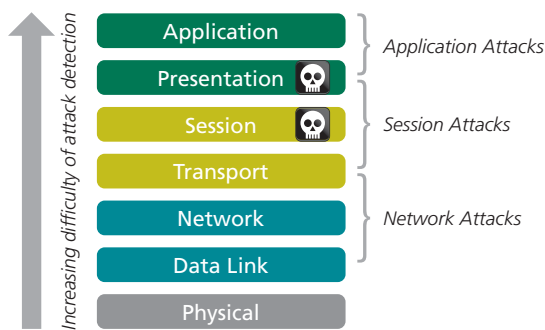 Increasing difficulty of attack detection
Application
Presentation
Session
Transport
Network
Data Link
Physical
Application Attacks
Session Attacks
Network Attacks